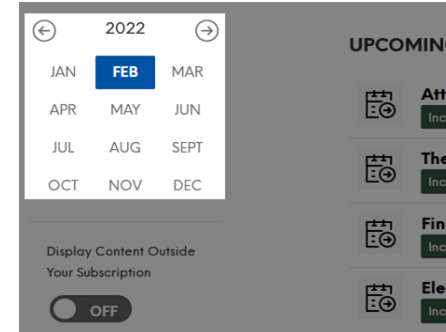 2022
JAN FEB MAR
APR MAY JUN
JUL AUG SEPT
OCT NOV DEC
Display Content Outside
Your Subscription
OFF
UPCOMING
Att
Inc
The
Inc
Fin
Inc
Ele
Inc